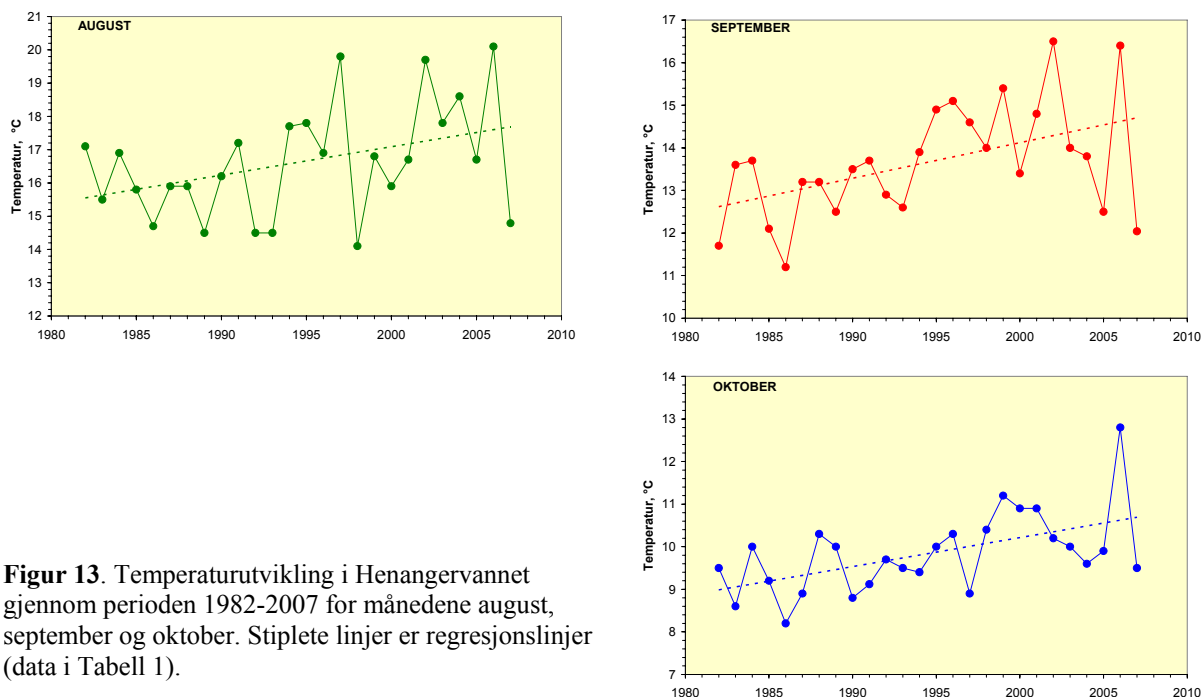 AUGUST
21
20
19
18
17
16
15
14
13
12
Temperatur, °C
1980 1985 1990 1995 2000 2005 2010
SEPTEMBER
17
16
15
14
13
12
11
10
Temperatur, °C
1980 1985 1990 1995 2000 2005 2010
OKTOBER
14
13
12
11
10
9
8
7
Temperatur, °C
1980 1985 1990 1995 2000 2005 2010
Figur 13. Temperaturutvikling i Henangervannet
gjennom perioden 1982-2007 for månedene august,
september og oktober. Stiplete linjer er regresjonslinjer
(data i Tabell 1).